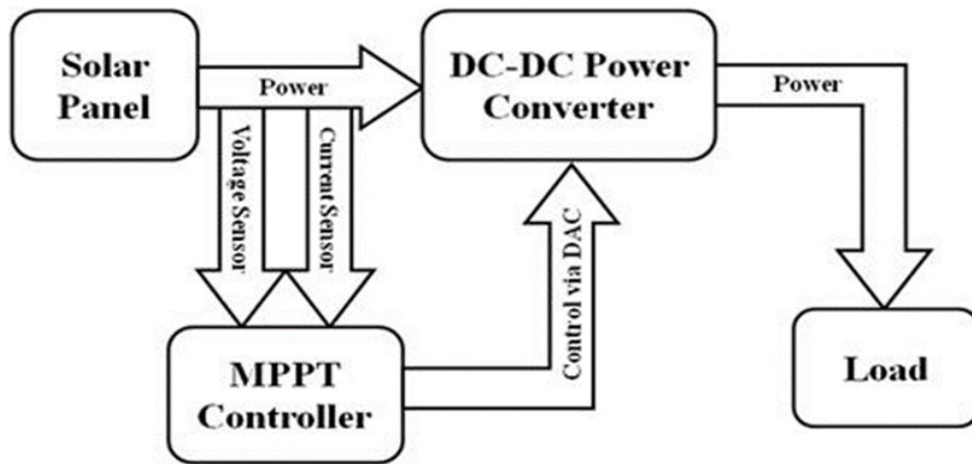 Solar
Panel
Power
DC-DC Power
Converter
Power
Voltage Sensor
Current Sensor
Control via DAC
MPPT
Controller
Load